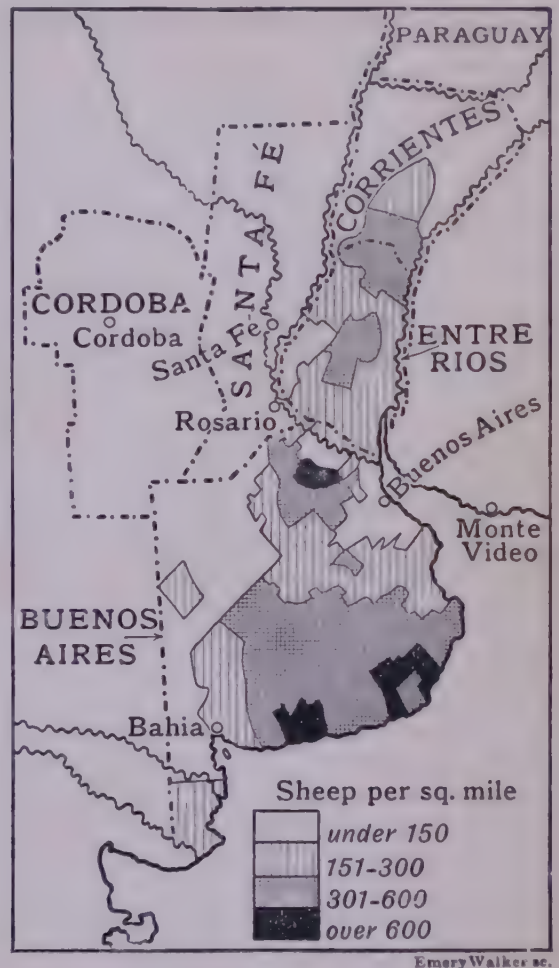 PARAGUAY
CORRIENTES
SANTA FÉ
CORDOBA
Cordoba
Santa Fé
ENTRE
RIOS
Rosario
Buenos Aires
Monte
Video
BUENOS
AIRES
Bahia
Sheep per sq. mile
under 150
151-300
301-600
over 600
Emery Walker sc.